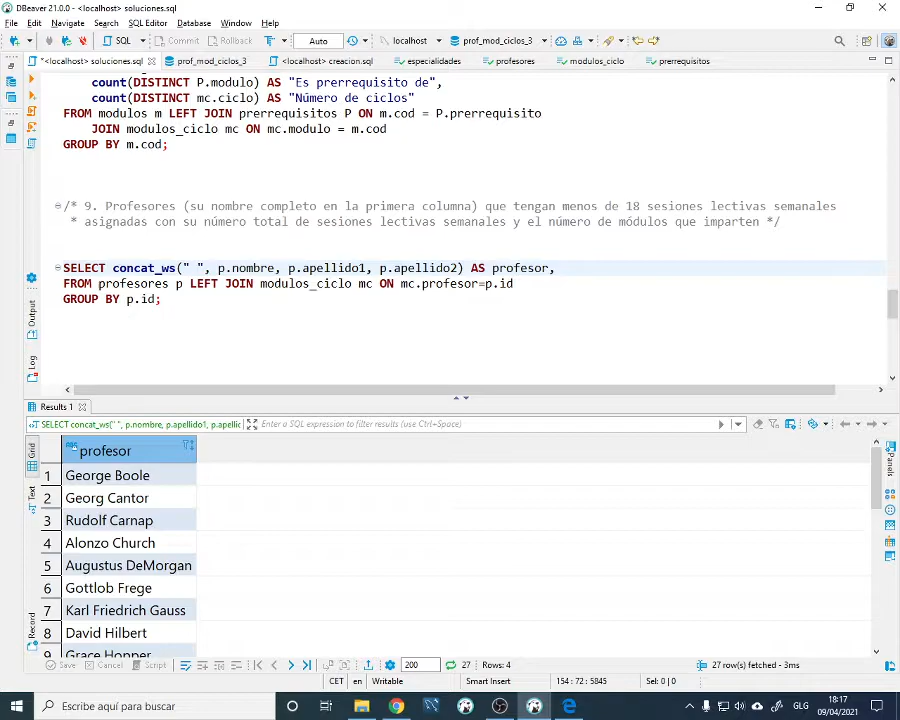 DBeaver 21.0.0 - <localhost> soluciones.sql
File Edit Navigate Search SQL Editor Database Window Help
SQL Commit Rollback Auto localhost prof_mod_ciclos_3
*<localhost> soluciones.sql prof_mod_ciclos_3 <localhost> creacion.sql especialidades profesores modulos_ciclo prerrequisitos
count(DISTINCT P.modulo) AS "Es prerrequisito de",
count(DISTINCT mc.ciclo) AS "Número de ciclos"
FROM modulos m LEFT JOIN prerrequisitos P ON m.cod = P.prerrequisito
JOIN modulos_ciclo mc ON mc.modulo = m.cod
GROUP BY m.cod;
/* 9. Profesores (su nombre completo en la primera columna) que tengan menos de 18 sesiones lectivas semanales
* asignadas con su número total de sesiones lectivas semanales y el número de módulos que imparten */
SELECT concat_ws(" ", p.nombre, p.apellido1, p.apellido2) AS profesor,
FROM profesores p LEFT JOIN modulos_ciclo mc ON mc.profesor=p.id
GROUP BY p.id;
Output
Log
Results 1
SELECT concat_ws(" ", p.nombre, p.apellido1, p.apellic Enter a SQL expression to filter results (use Ctrl+Space)
Grid
Text
Record
Panels
profesor
1 George Boole
2 Georg Cantor
3 Rudolf Carnap
4 Alonzo Church
5 Augustus DeMorgan
6 Gottlob Frege
7 Karl Friedrich Gauss
8 David Hilbert
9 Grace Hopper
Save Cancel Script 200 27 Rows: 4 27 row(s) fetched - 3ms
CET en Writable Smart Insert 154 : 72 : 5845 Sel: 0 | 0
Escribe aquí para buscar GLG 18:17
09/04/2021